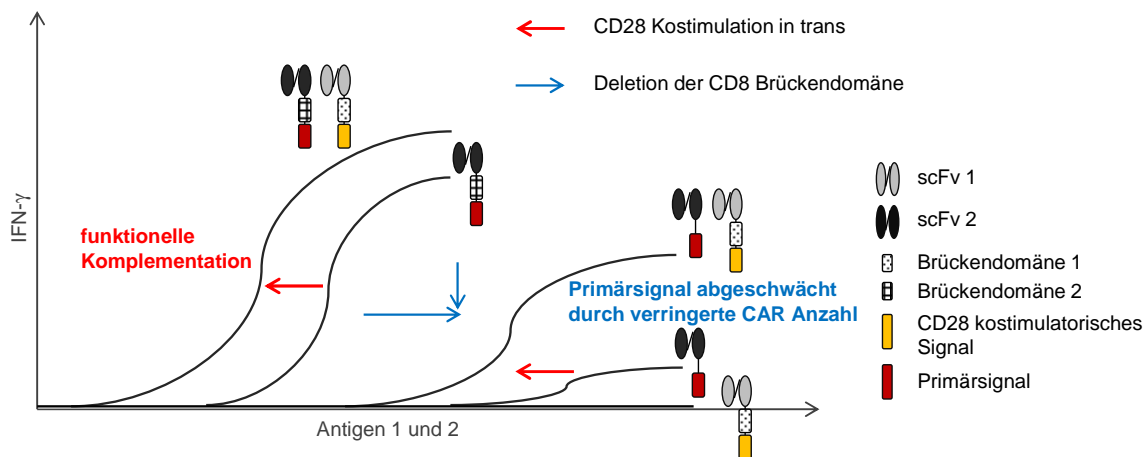 CD28 Kostimulation in trans
Deletion der CD8 Brückendomäne
IFN-γ
funktionelle
Komplementation
Primärsignal abgeschwächt
durch verringerte CAR Anzahl
Antigen 1 und 2
scFv 1
scFv 2
Brückendomäne 1
Brückendomäne 2
CD28 kostimulatorisches
Signal
Primärsignal